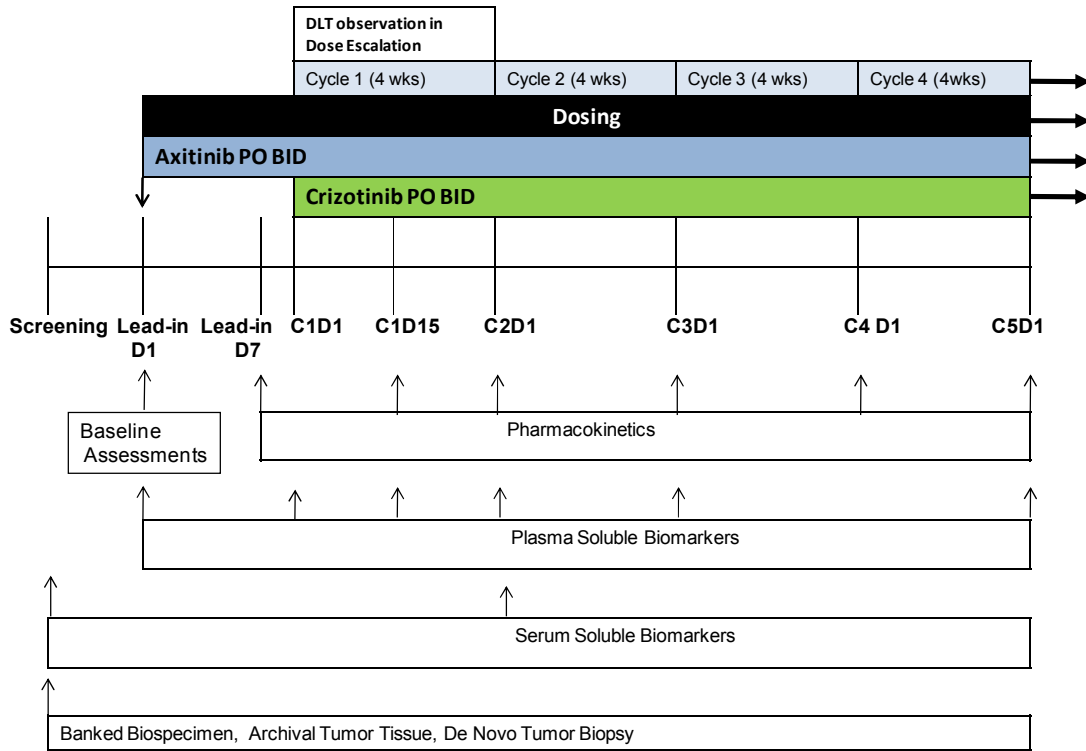 DLT observation in
Dose Escalation
Cycle 1 (4 wks)
Cycle 2 (4 wks)
Cycle 3 (4 wks)
Cycle 4 (4wks)
Dosing
Axitinib PO BID
Crizotinib PO BID
Screening
Lead-in
D1
Lead-in
D7
C1D1
C1D15
C2D1
C3D1
C4 D1
C5D1
Baseline
Assessments
Pharmacokinetics
Plasma Soluble Biomarkers
Serum Soluble Biomarkers
Banked Biospecimen, Archival Tumor Tissue, De Novo Tumor Biopsy